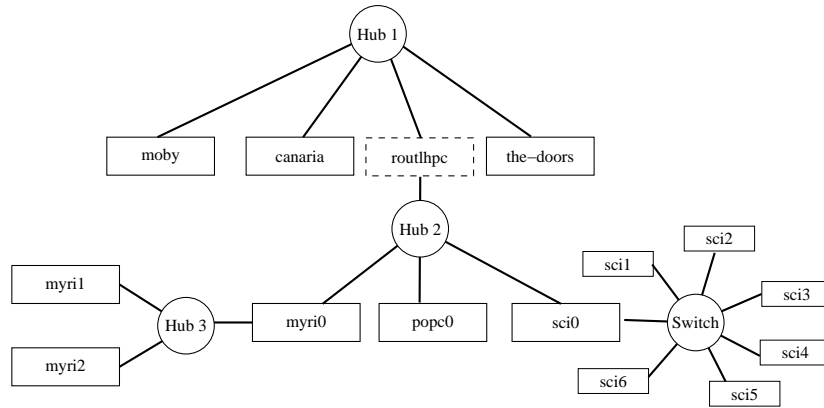 Hub 1
moby
canaria
routlhpc
the−doors
Hub 2
sci2
sci1
myri1
sci3
Hub 3
myri0
popc0
sci0
Switch
myri2
sci4
sci6
sci5